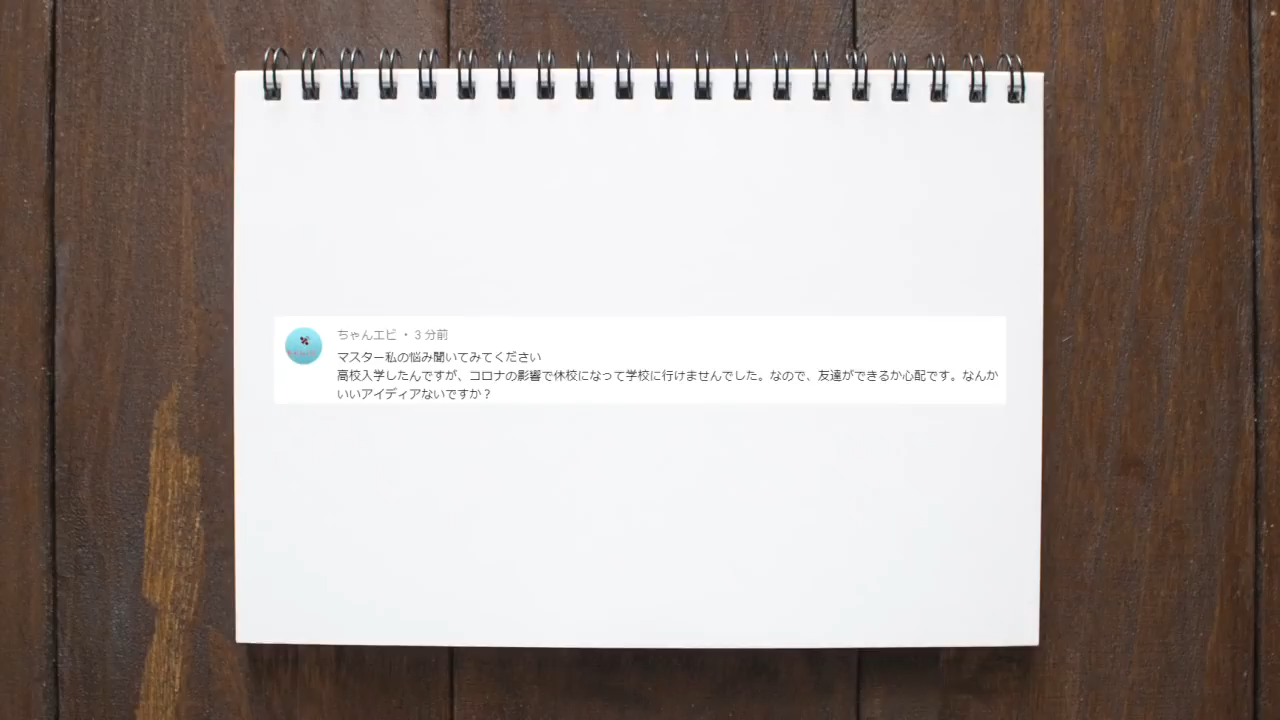 ちゃんエビ・3 分前
マスター私の悩み聞いてみてください
高校入学したんですが、コロナの影響で休校になって学校に行けませんでした。なので、友達ができるか心配です。なんか
いいアイディアないですか？